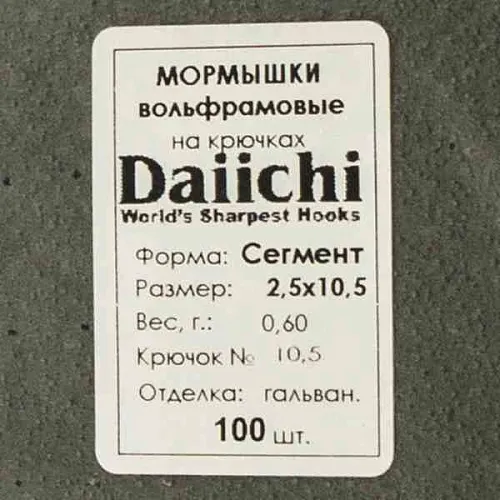 МОРМЫШКИ
ВОЛЬФРАМОВЫЕ
на крючках
Daiichi
World's Sharpest Hooks
Форма: Сегмент
Размер: 2,5х10,5
Вес, г.: 0,60
Крючок № 10,5
Отделка: гальван.
100 шт.